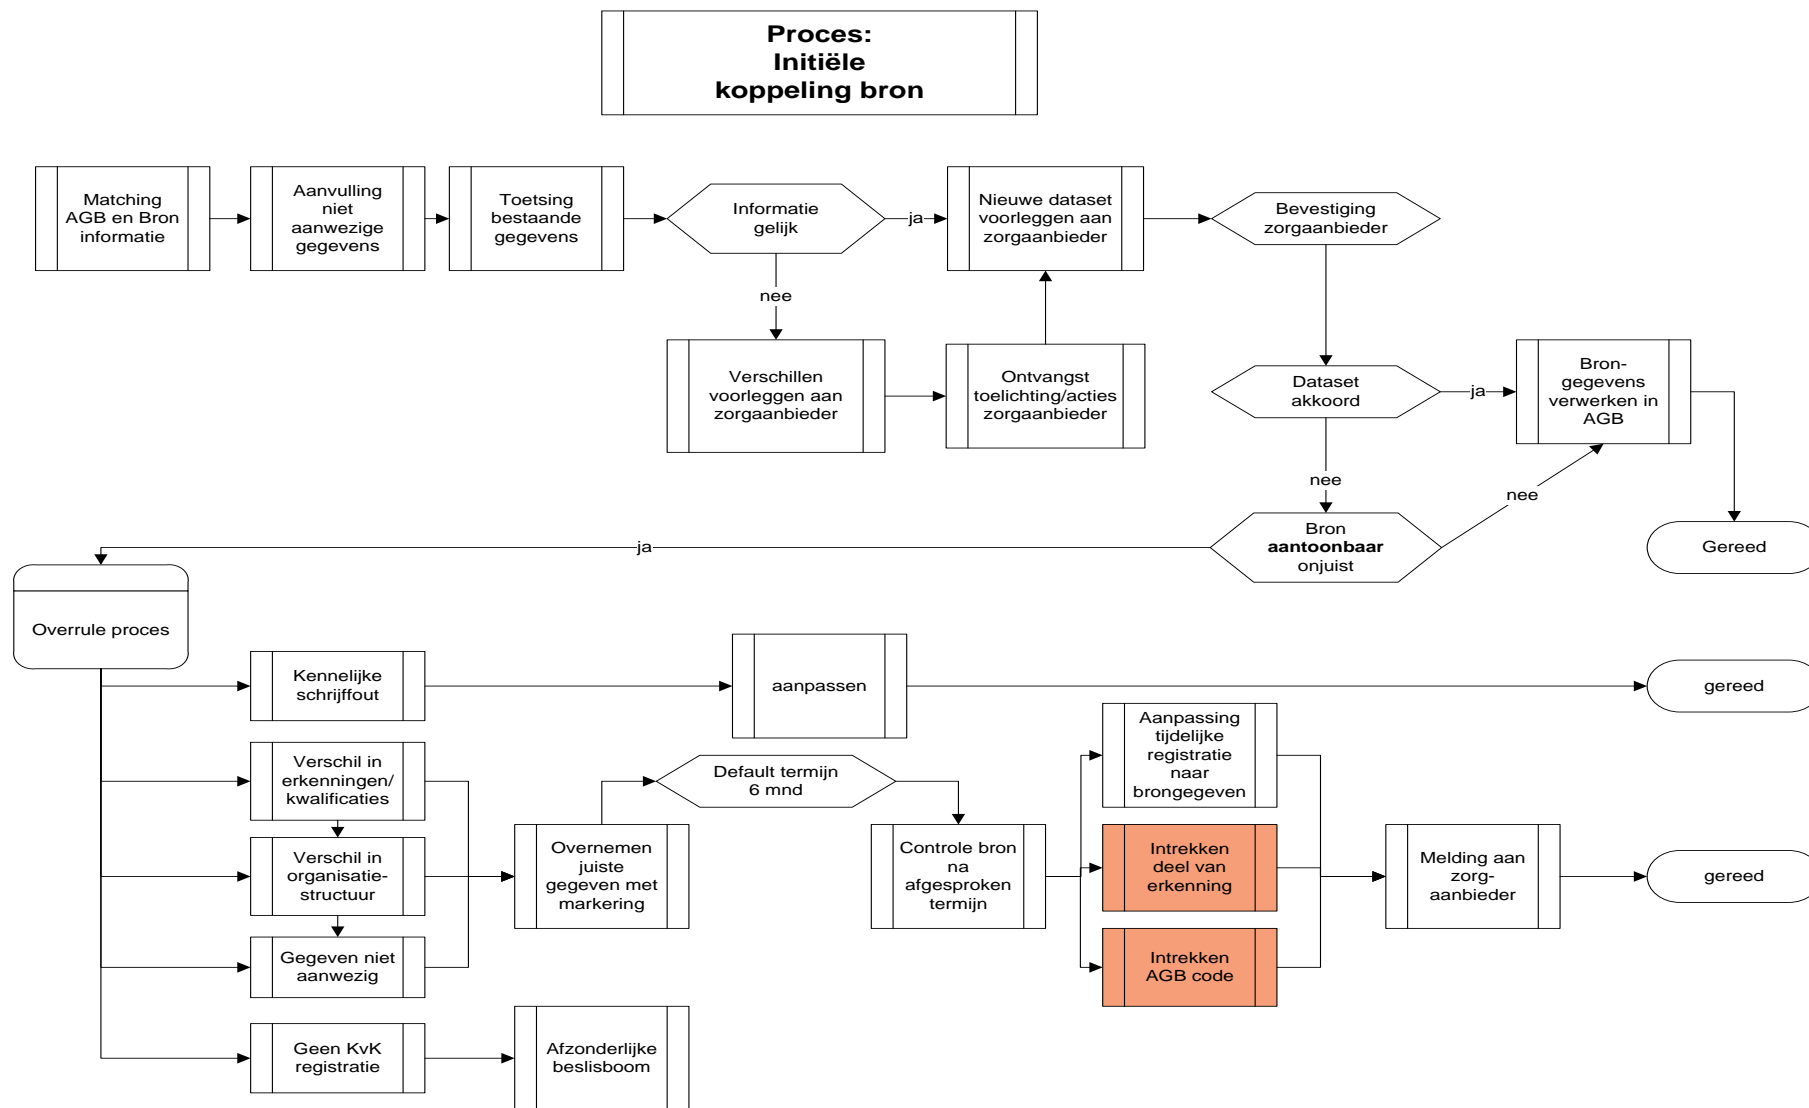 Proces:
Initiële
koppeling bron
Matching
AGB en Bron
informatie
Aanvulling
niet
aanwezige
gegevens
Toetsing
bestaande
gegevens
Informatie
gelijk
ja
Nieuwe dataset
voorleggen aan
zorgaanbieder
Bevestiging
zorgaanbieder
nee
Verschillen
voorleggen aan
zorgaanbieder
Ontvangst
toelichting/acties
zorgaanbieder
Dataset
akkoord
ja
Bron-
gegevens
verwerken in
AGB
nee
nee
Bron
aantoonbaar
onjuist
ja
Gereed
Overrule proces
Kennelijke
schrijffout
aanpassen
gereed
Verschil in
erkenningen/
kwalificaties
Verschil in
organisatie-
structuur
Gegeven niet
aanwezig
Overnemen
juiste
gegeven met
markering
Default termijn
6 mnd
Controle bron
na
afgesproken
termijn
Aanpassing
tijdelijke
registratie
naar
brongegeven
Intrekken
deel van
erkenning
Intrekken
AGB code
Melding aan
zorg-
aanbieder
gereed
Geen KvK
registratie
Afzonderlijke
beslisboom